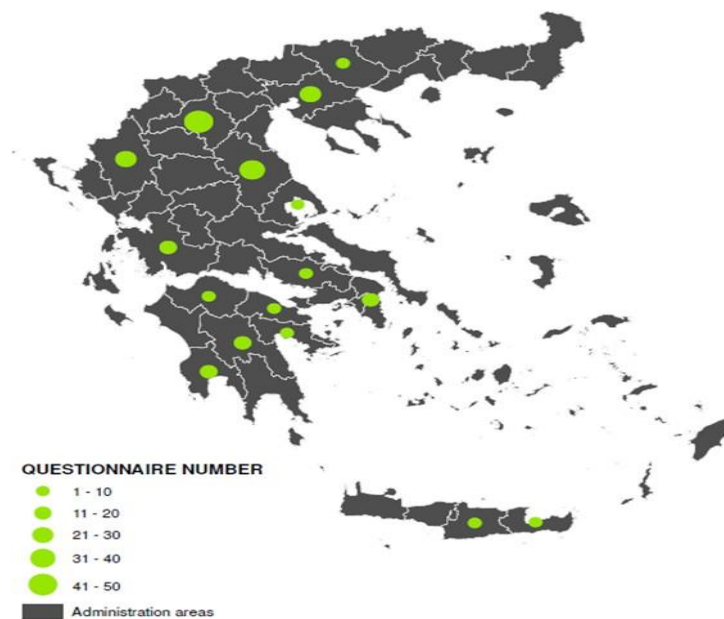 QUESTIONNAIRE NUMBER
1 - 10
11 - 20
21 - 30
31 - 40
41 - 50
Administration areas